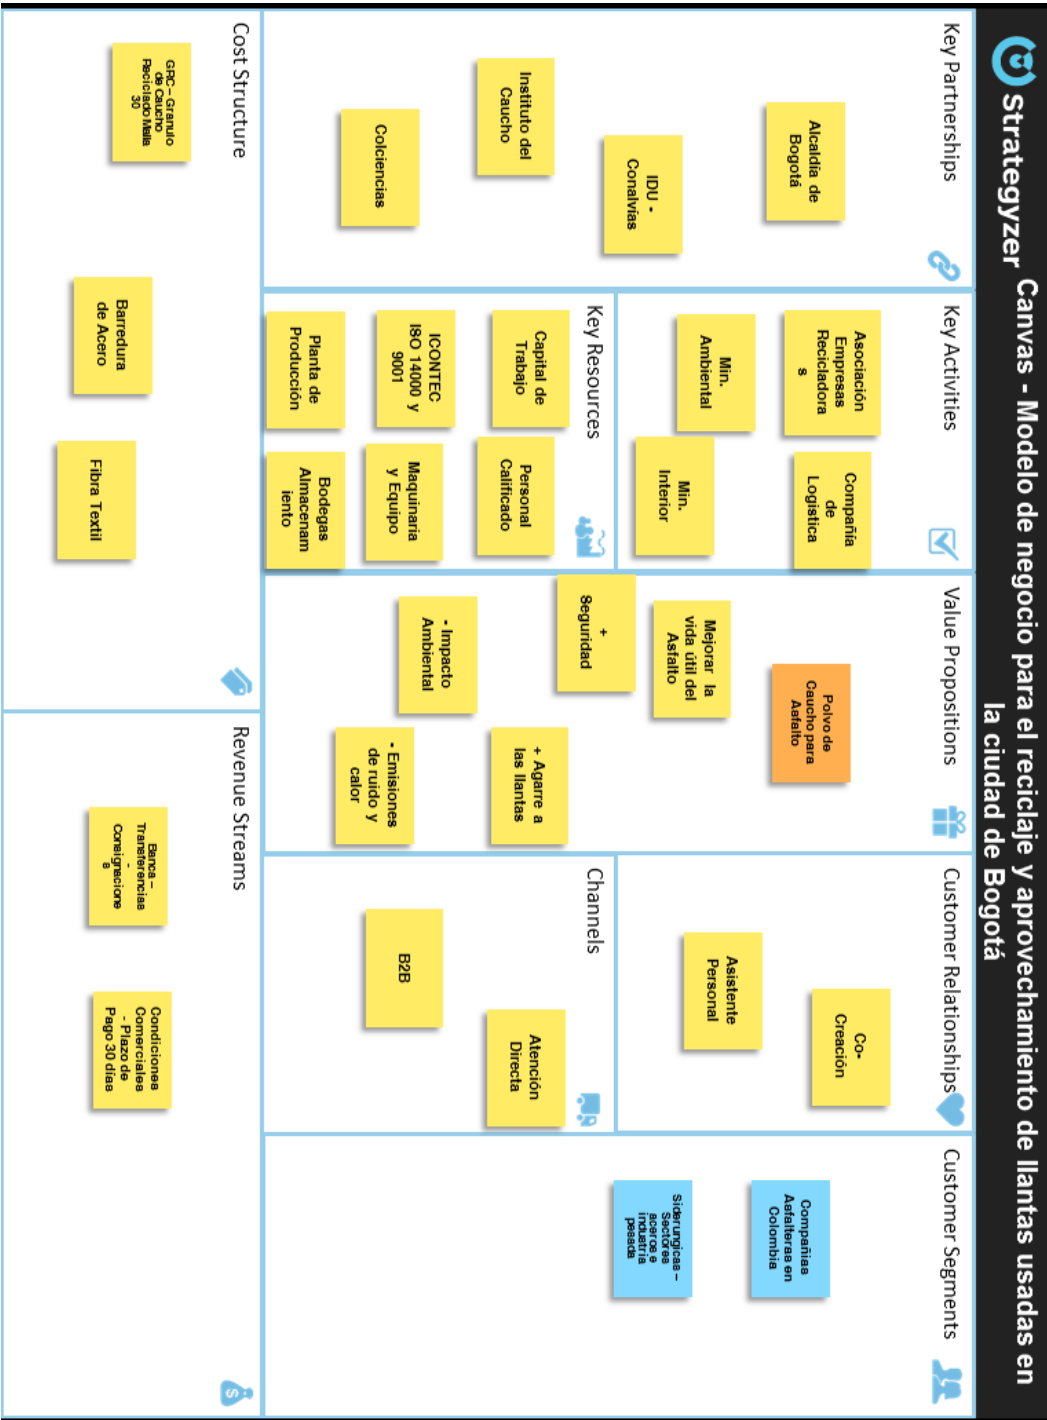 Strategyzer
Canvas - Modelo de negocio para el reciclaje y aprovechamiento de llantas usadas en
la ciudad de Bogotá
Key Partnerships
Alcaldía de
Bogotá
IDU -
Conalvias
Instituto del
Caucho
Colciencias
Key Activities
Asociación
Empresas
Recicladora
s
Compañia
de
Logistica
Min.
Ambiental
Min.
Interior
Key Resources
Capital de
Trabajo
Personal
Calificado
ICONTEC
ISO 14000 y
9001
Maquinaria
y Equipo
Planta de
Producción
Bodegas
Almacenam
iento
Value Propositions
Polvo de
Caucho para
Asfalto
Mejorar la
vida útil del
Asfalto
+
Seguridad
+ Agarre a
las llantas
- Impacto
Ambiental
- Emisiones
de ruido y
calor
Customer Relationships
Co-
Creación
Asistente
Personal
Channels
Atención
Directa
B2B
Customer Segments
Compañias
Asfalteras en
Colombia
Siderurgicas –
Sectores
aceros e
industria
pesada
Cost Structure
GRC – Granulo
de Caucho
Reciclado Malla
30
Barredura
de Acero
Fibra Textil
Revenue Streams
Banca –
Transferencias
-
Consignacione
s
Condiciones
Comerciales
- Plazo de
Pago 30 días